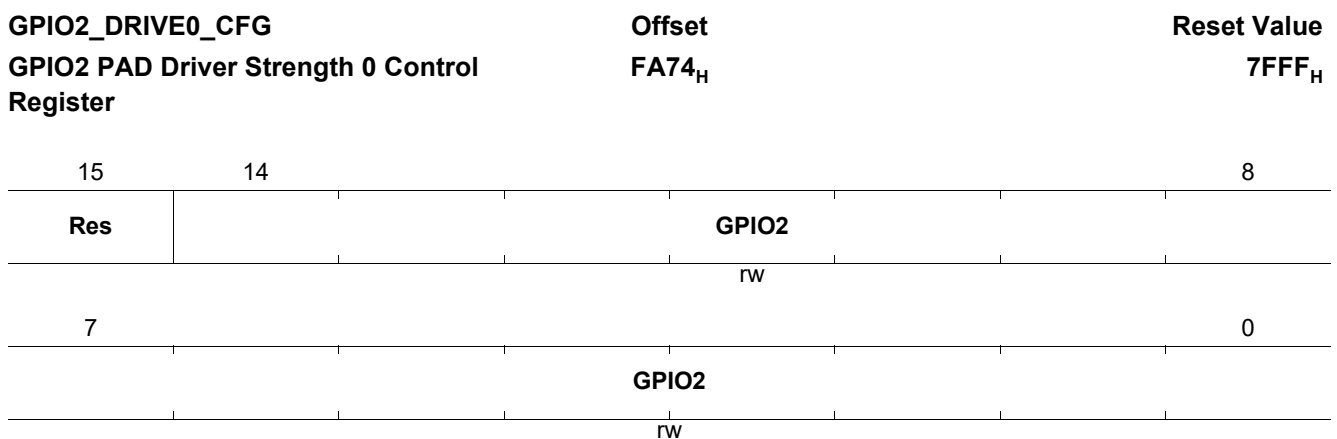 GPIO2_DRIVE0_CFG Offset Reset Value
GPIO2 PAD Driver Strength 0 Control FA74H 7FFFH
Register
15 14 8
Res GPIO2
rw
7 0
GPIO2
rw